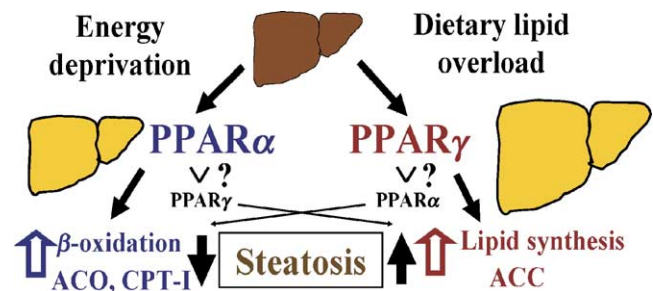 Energy
deprivation
Dietary lipid
overload
PPARα
PPARγ
∨ ?
∨ ?
PPARγ
PPARα
β-oxidation
ACO, CPT-I
Steatosis
Lipid synthesis
ACC